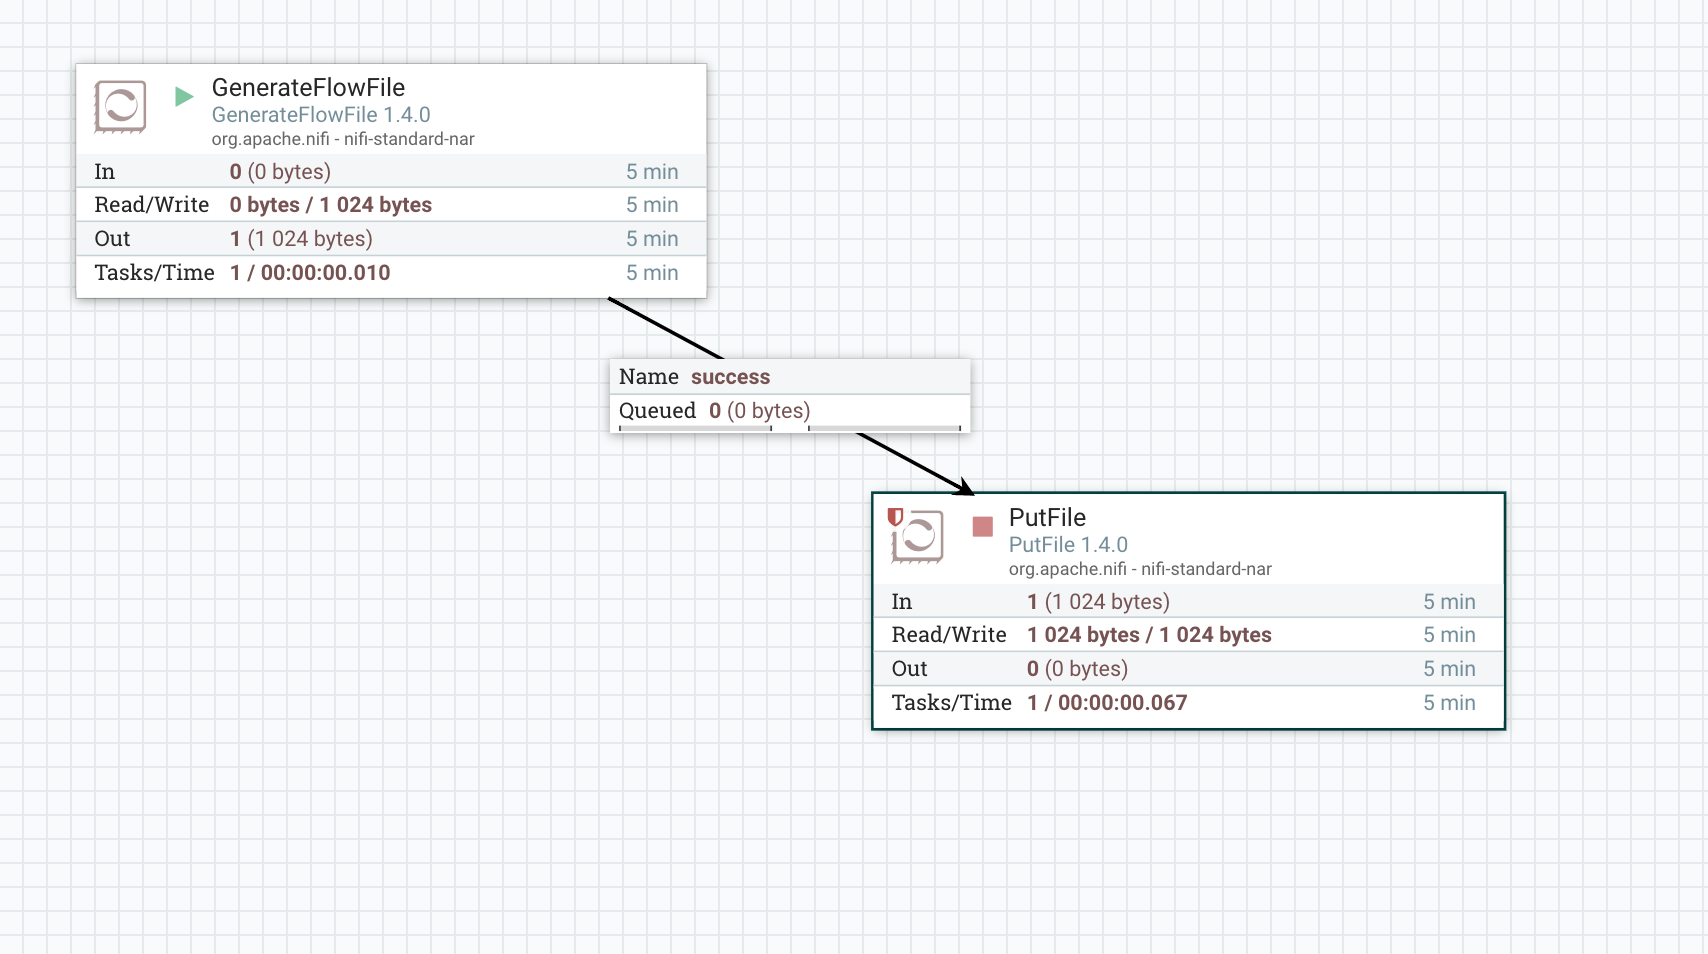 GenerateFlowFile
GenerateFlowFile 1.4.0
org.apache.nifi - nifi-standard-nar
In 0 (0 bytes) 5 min
Read/Write 0 bytes / 1 024 bytes 5 min
Out 1 (1 024 bytes) 5 min
Tasks/Time 1 / 00:00:00.010 5 min
Name success
Queued 0 (0 bytes)
PutFile
PutFile 1.4.0
org.apache.nifi - nifi-standard-nar
In 1 (1 024 bytes) 5 min
Read/Write 1 024 bytes / 1 024 bytes 5 min
Out 0 (0 bytes) 5 min
Tasks/Time 1 / 00:00:00.067 5 min